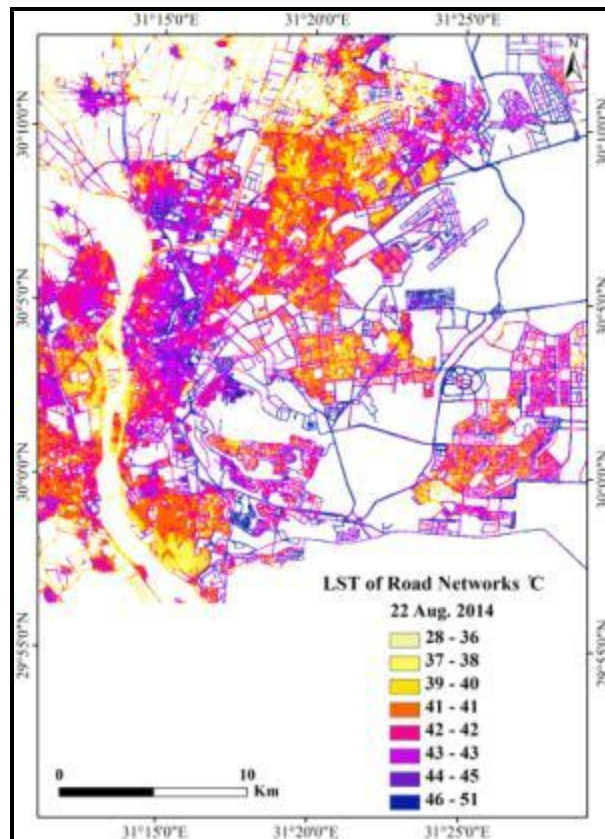 31°15'0"E 31°20'0"E 31°25'0"E
N
30°10'0"N 30°10'0"N
30°5'0"N 30°5'0"N
30°0'0"N 30°0'0"N
LST of Road Networks °C
22 Aug. 2014
28 - 36
29°55'0"N 29°55'0"N
37 - 38
39 - 40
41 - 41
42 - 42
43 - 43
44 - 45
46 - 51
0 10
Km
31°15'0"E 31°20'0"E 31°25'0"E